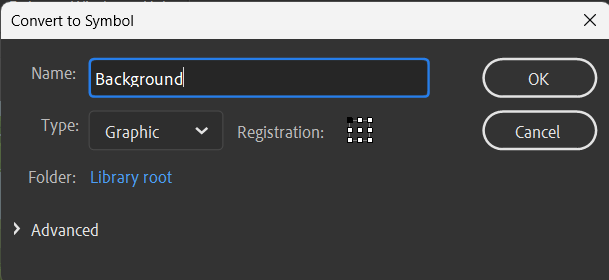 Convert to Symbol
Name: Background OK
Type: Graphic Registration: Cancel
Folder: Library root
Advanced